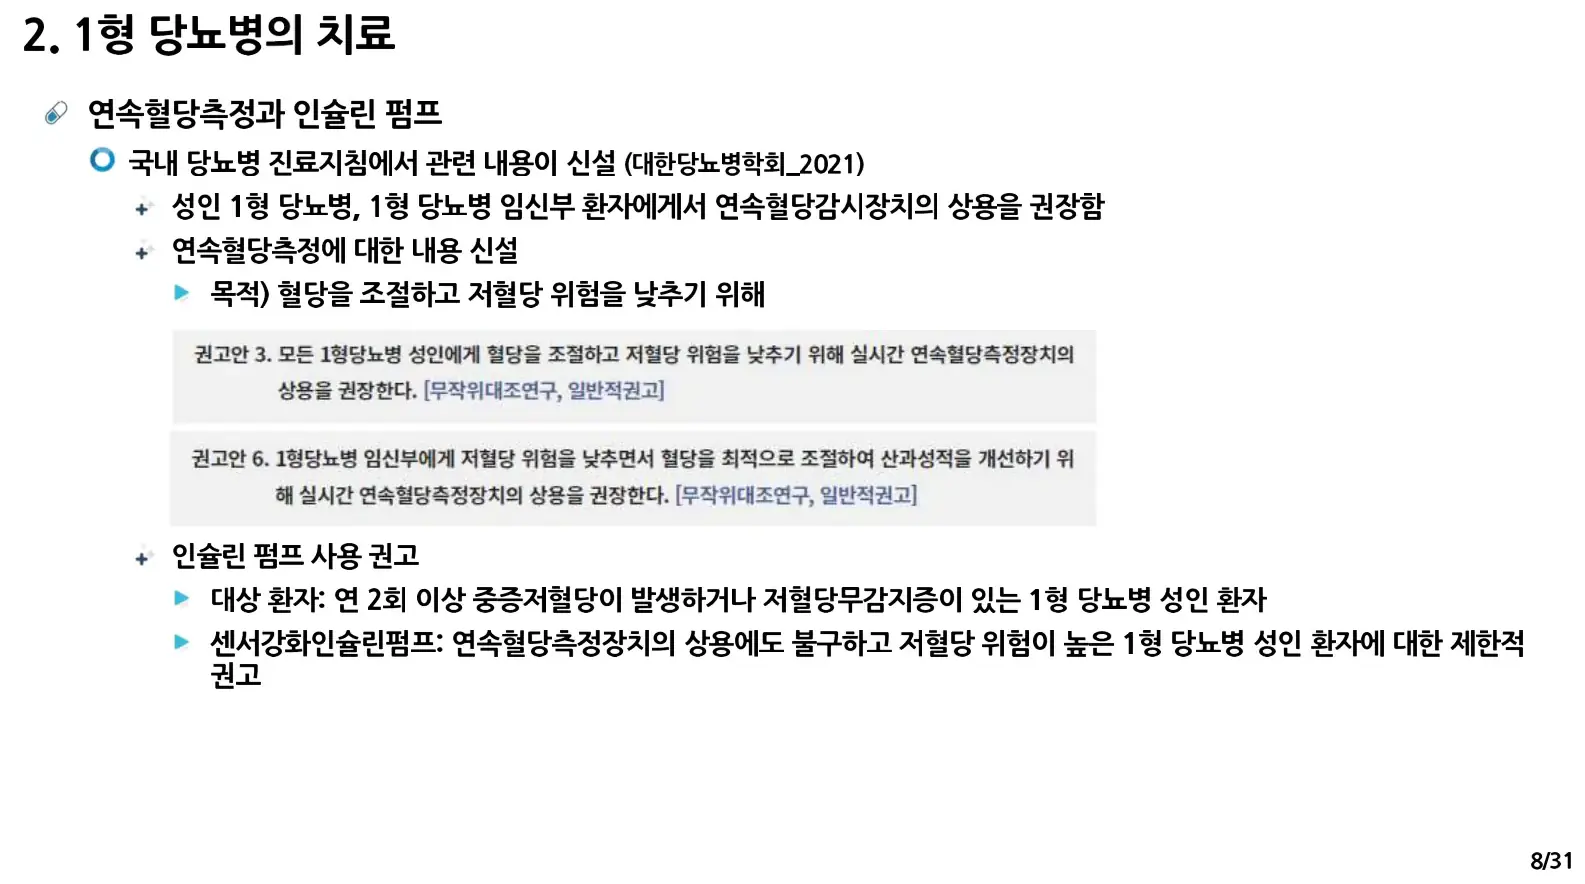 2. 1형 당뇨병의 치료
연속혈당측정과 인슐린 펌프
국내 당뇨병 진료지침에서 관련 내용이 신설 (대한당뇨병학회_2021)
성인 1형 당뇨병, 1형 당뇨병 임신부 환자에게서 연속혈당감시장치의 상용을 권장함
연속혈당측정에 대한 내용 신설
목적) 혈당을 조절하고 저혈당 위험을 낮추기 위해
권고안 3. 모든 1형당뇨병 성인에게 혈당을 조절하고 저혈당 위험을 낮추기 위해 실시간 연속혈당측정장치의
상용을 권장한다. [무작위대조연구, 일반적권고]
권고안 6. 1형당뇨병 임신부에게 저혈당 위험을 낮추면서 혈당을 최적으로 조절하여 산과성적을 개선하기 위
해 실시간 연속혈당측정장치의 상용을 권장한다. [무작위대조연구, 일반적권고]
인슐린 펌프 사용 권고
대상 환자: 연 2회 이상 중증저혈당이 발생하거나 저혈당무감지증이 있는 1형 당뇨병 성인 환자
센서강화인슐린펌프: 연속혈당측정장치의 상용에도 불구하고 저혈당 위험이 높은 1형 당뇨병 성인 환자에 대한 제한적
권고
8/31